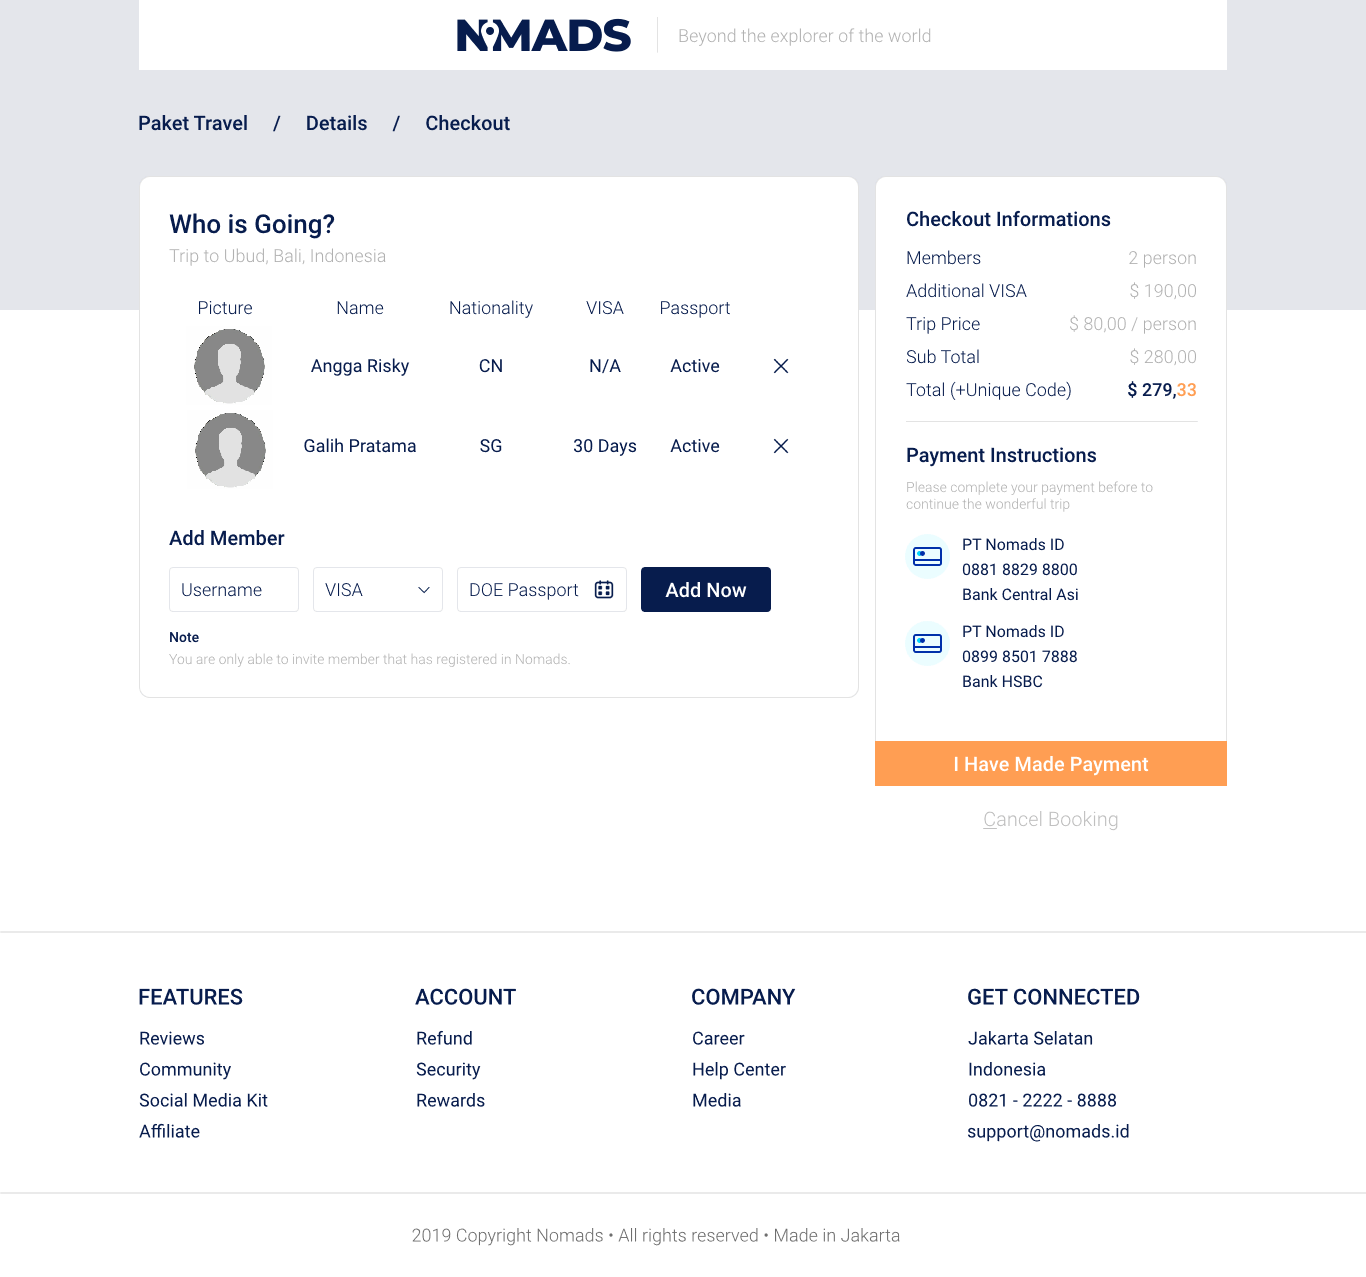 NOMADS
Beyond the explorer of the world
Paket Travel / Details / Checkout
Who is Going?
Trip to Ubud, Bali, Indonesia
Picture Name Nationality VISA Passport
Angga Risky CN N/A Active
Galih Pratama SG 30 Days Active
Add Member
Username VISA DOE Passport Add Now
Note
You are only able to invite member that has registered in Nomads.
Checkout Informations
Members 2 person
Additional VISA $ 190,00
Trip Price $ 80,00 / person
Sub Total $ 280,00
Total (+Unique Code) $ 279,33
Payment Instructions
Please complete your payment before to
continue the wonderful trip
PT Nomads ID
0881 8829 8800
Bank Central Asi
PT Nomads ID
0899 8501 7888
Bank HSBC
I Have Made Payment
Cancel Booking
FEATURES
Reviews
Community
Social Media Kit
Affiliate
ACCOUNT
Refund
Security
Rewards
COMPANY
Career
Help Center
Media
GET CONNECTED
Jakarta Selatan
Indonesia
0821 - 2222 - 8888
support@nomads.id
2019 Copyright Nomads • All rights reserved • Made in Jakarta